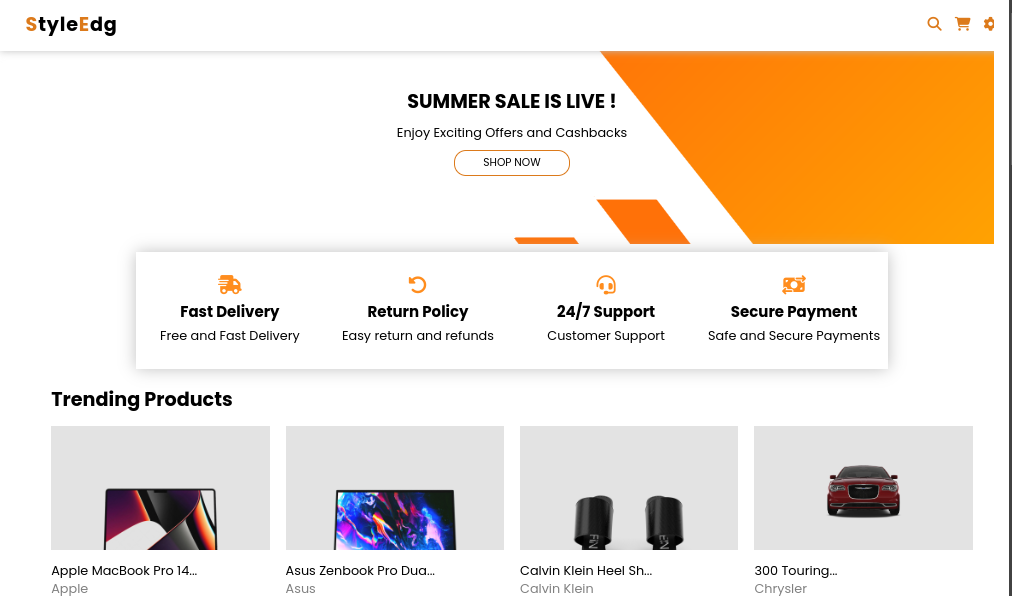 StyleEdg
SUMMER SALE IS LIVE !
Enjoy Exciting Offers and Cashbacks
SHOP NOW
Fast Delivery
Free and Fast Delivery
Return Policy
Easy return and refunds
24/7 Support
Customer Support
Secure Payment
Safe and Secure Payments
Trending Products
Apple MacBook Pro 14...
Apple
Asus Zenbook Pro Dua...
Asus
Calvin Klein Heel Sh...
Calvin Klein
300 Touring...
Chrysler